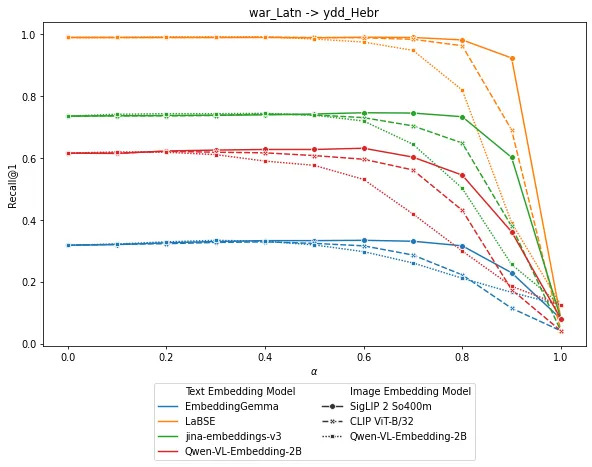 war_Latn -> ydd_Hebr
Recall@1
1.0
0.8
0.6
0.4
0.2
0.0
0.0 0.2 0.4 0.6 0.8 1.0
α
Text Embedding Model
EmbeddingGemma
LaBSE
jina-embeddings-v3
Qwen-VL-Embedding-2B
Image Embedding Model
SigLIP 2 So400m
CLIP ViT-B/32
Qwen-VL-Embedding-2B